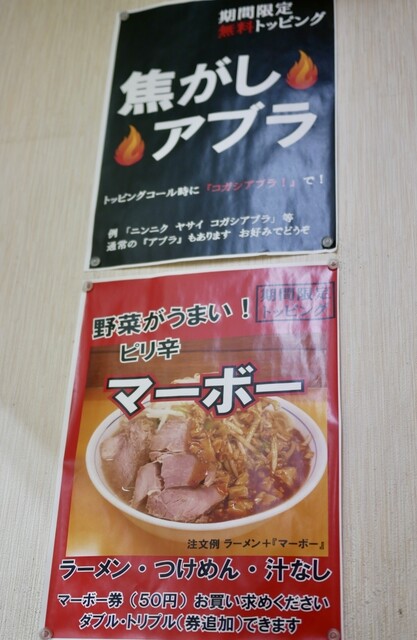 期間限定
無料トッピング
焦がし
アブラ
トッピングコール時に『コガシアブラ！』で！
例 「ニンニク ヤサイ コガシアブラ」 等
通常の『アブラ』もあります お好みでどうぞ
期間限定
トッピング
野菜がうまい！
ピリ辛
マーボー
注文例 ラーメン＋『マーボー』
ラーメン・つけめん・汁なし
マーボー券（50円）お買い求めください
ダブル・トリプル（券追加）できます